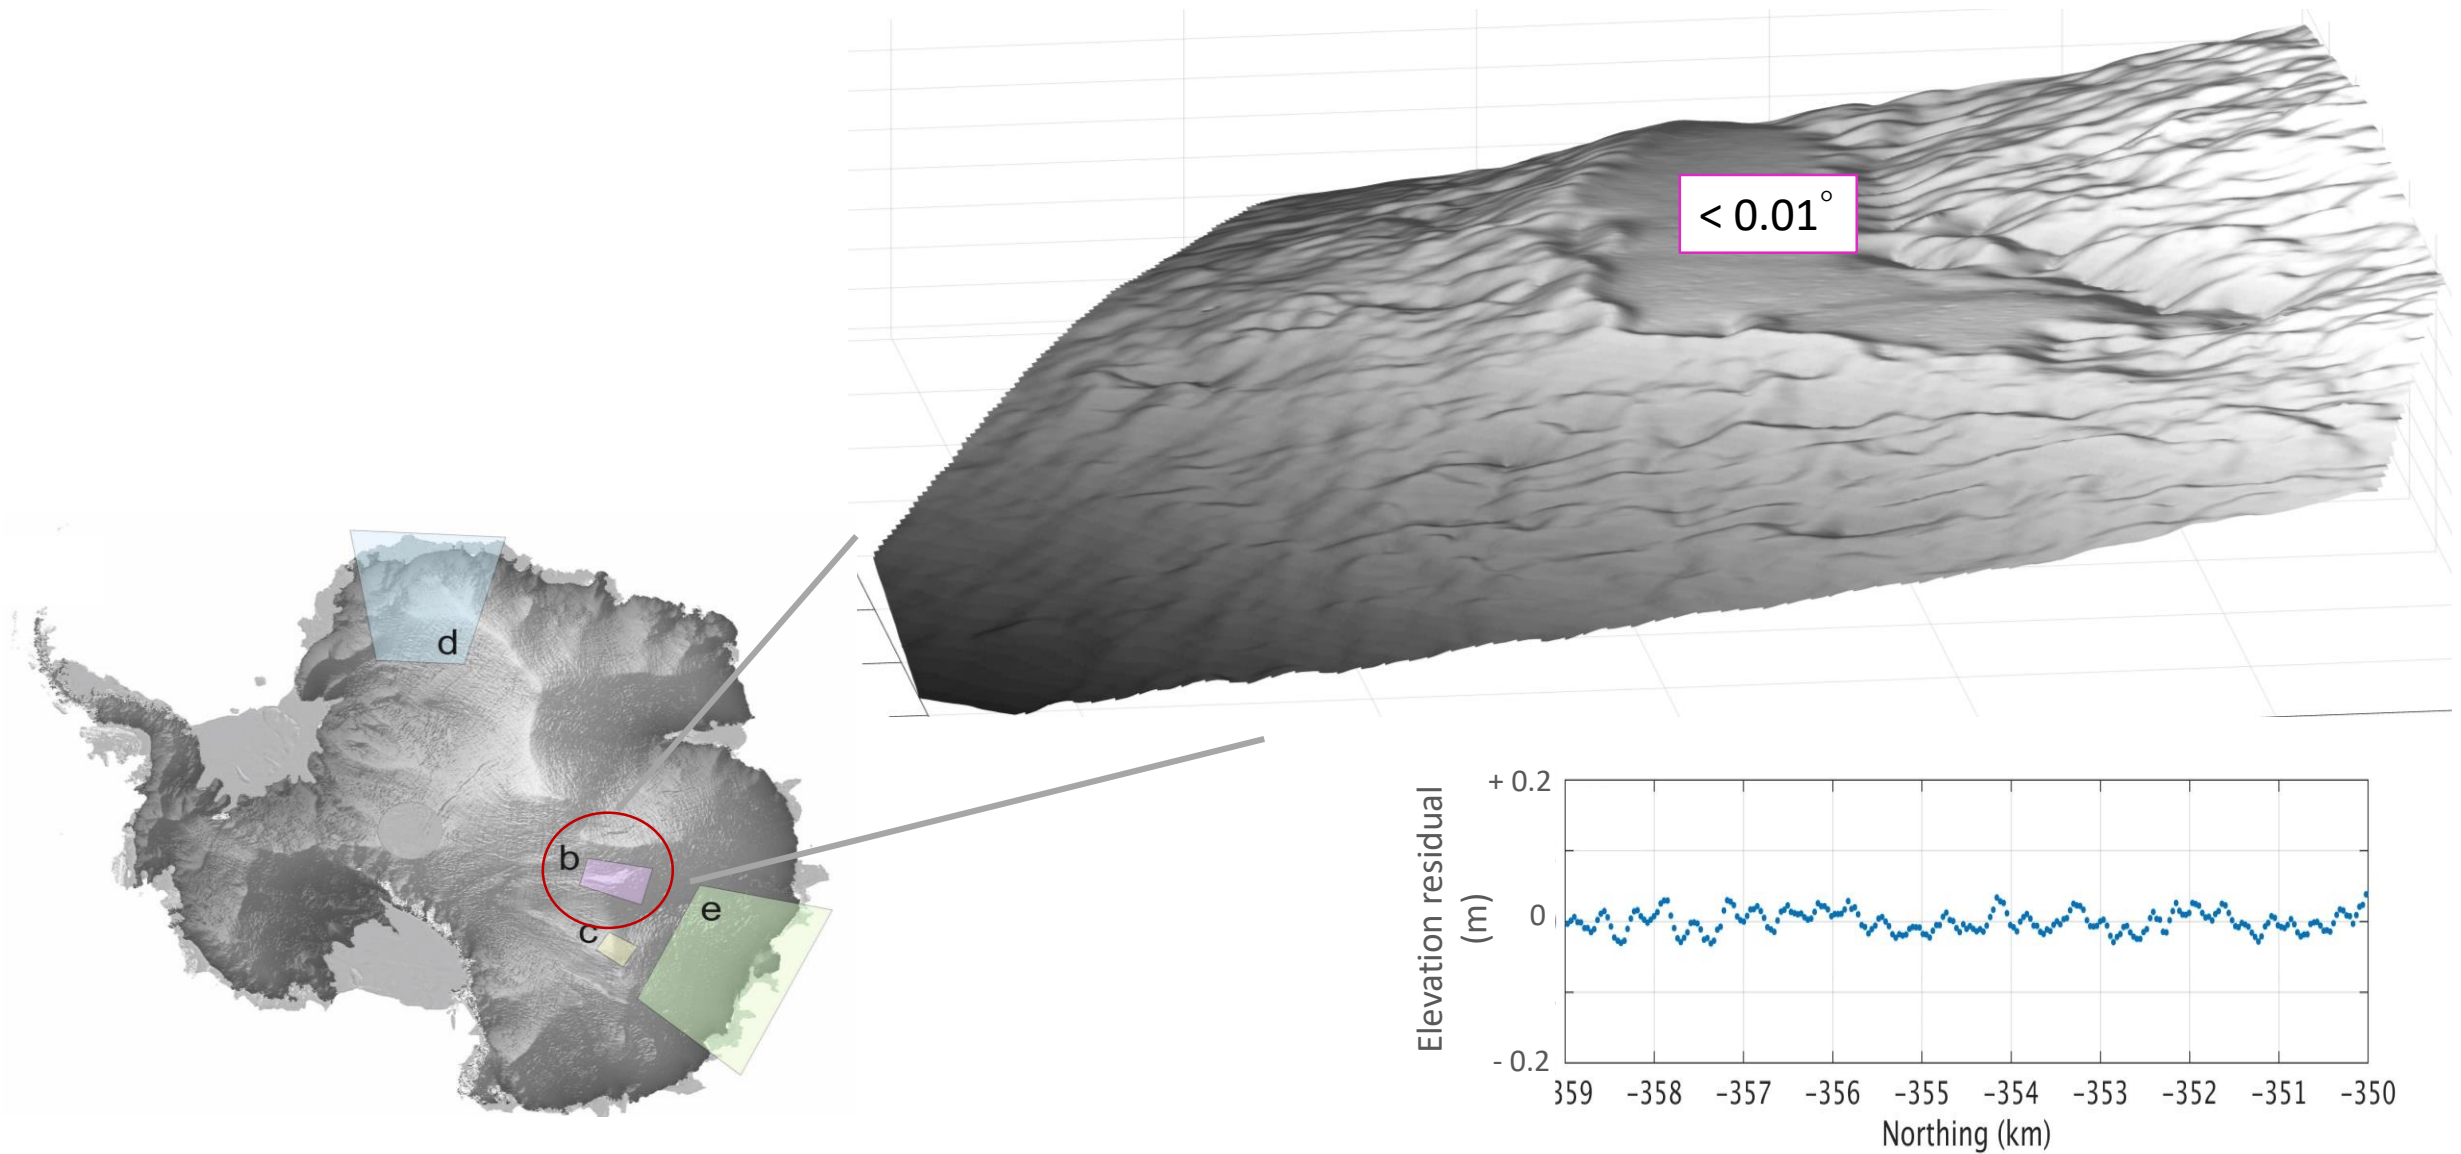 < 0.01°
d
b
c
e
Elevation residual
(m)
+ 0.2
0
- 0.2
359 −358 −357 −356 −355 −354 −353 −352 −351 −350
Northing (km)